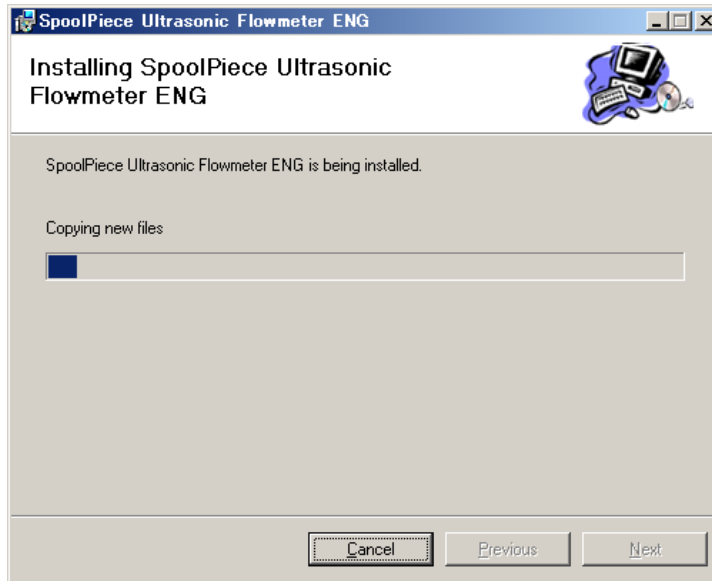 SpoolPiece Ultrasonic Flowmeter ENG
Installing SpoolPiece Ultrasonic
Flowmeter ENG
SpoolPiece Ultrasonic Flowmeter ENG is being installed.
Copying new files
Cancel Previous Next